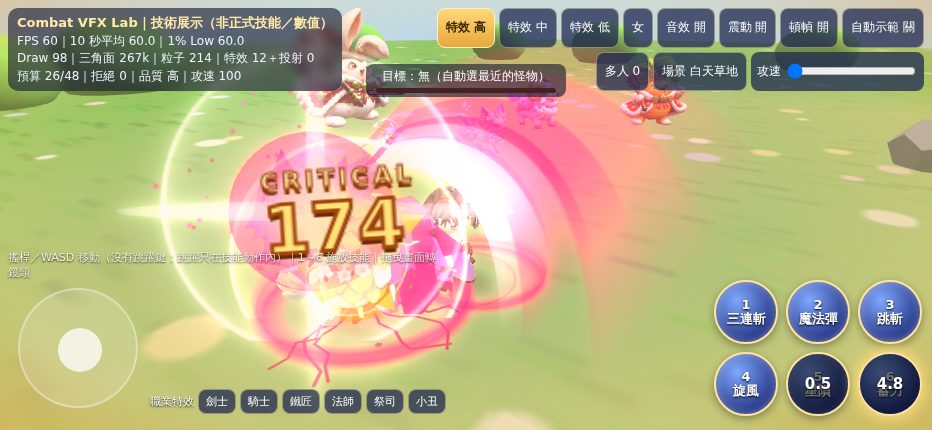 Combat VFX Lab｜技術展示（非正式技能／數值）
FPS 60｜10 秒平均 60.0｜1% Low 60.0
Draw 98｜三角面 267k｜粒子 214｜特效 12＋投射 0
預算 26/48｜拒絕 0｜品質 高｜攻速 100
特效 高
特效 中
特效 低
女
音效 開
震動 開
頓幀 開
自動示範 關
多人 0
場景 白天草地
攻速
目標：無（自動選最近的怪物）
CRITICAL
174
搖桿／WASD 移動（沒有跳躍鍵；跳躍只在技能動作內）｜1～6 施放技能｜拖曳畫面轉
鏡頭
1
三連斬
2
魔法彈
3
跳斬
4
旋風
0.5
4.8
職業特效
劍士
騎士
鐵匠
法師
祭司
小丑